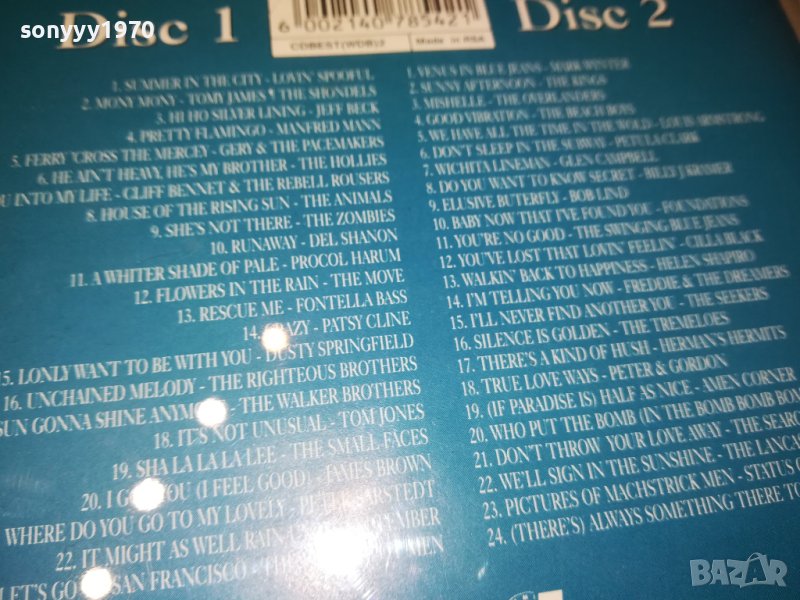 sonyyy1970
Disc 1
6 002140 785421
CDBEST(WDB)3
Made in RSA
Disc 2
1. SUMMER IN THE CITY - LOVIN' SPOOFUL
2. MONY MONY - TOMY JAMES THE SHONDELS
3. HI HO SILVER LINING - JEFF BECK
4. PRETTY FLAMINGO - MANFRED MANN
5. FERRY 'CROSS THE MERCEY - GERY & THE PACEMAKERS
6. HE AIN'T HEAVY, HE'S MY BROTHER - THE HOLLIES
INTO MY LIFE - CLIFF BENNET & THE REBELL ROUSERS
8. HOUSE OF THE RISING SUN - THE ANIMALS
9. SHE'S NOT THERE - THE ZOMBIES
10. RUNAWAY - DEL SHANON
11. A WHITER SHADE OF PALE - PROCOL HARUM
12. FLOWERS IN THE RAIN - THE MOVE
13. RESCUE ME - FONTELLA BASS
14. - PATSY CLINE
15. LONLY WANT TO BE WITH YOU - DUSTY SPRINGFIELD
16. UNCHAINED MELODY - THE RIGHTEOUS BROTHERS
SUN GONNA SHINE - THE WALKER BROTHERS
18. IT'S NOT UNUSUAL - TOM JONES
19. SHA LA LA LA LEE - THE SMALL FACES
20. I (I FEEL GOOD) - JAMES BROWN
WHERE DO YOU GO TO MY LOVELY -
22. IT MIGHT AS WELL
LET'S GO SAN FRANCISCO -
1. VENUS IN BLUE JEANS - MARK WYNTER
2. SUNNY AFTERNOON - THE KINGS
3. MISHELLE - THE OVERLANDERS
4. GOOD VIBRATION - THE BEACH BOYS
5. WE HAVE ALL THE TIME IN THE WOLD - LOUIS ARMSTRONG
6. DON'T SLEEP IN THE SUBWAY - PETULA CLARK
7. WICHITA LINEMAN - GLEN CAMPBELL
8. DO YOU WANT TO KNOW SECRET - BILLY J KRAMER
9. ELUSIVE BUTERFLY - BOB LIND
10. BABY NOW THAT I'VE FOUND YOU - FOUNDATIONS
11. YOU'RE NO GOOD - THE SWINGING BLUE JEANS
12. YOU'VE LOST THAT LOVIN' FEELIN' - CILLA BLACK
13. WALKIN' BACK TO HAPPINESS - HELEN SHAPIRO
14. I'M TELLING YOU NOW - FREDDIE & THE DREAMERS
15. I'LL NEVER FIND ANOTHER YOU - THE SEEKERS
16. SILENCE IS GOLDEN - THE TREMELOES
17. THERE'S A KIND OF HUSH - HERMAN'S HERMITS
18. TRUE LOVE WAYS - PETER & GORDON
19. (IF PARADISE IS) HALF AS NICE - AMEN CORNER
20. WHO PUT THE BOMB (IN THE BOMB BOMB BOM
21. DON'T THROW YOUR LOVE AWAY - THE SEARC
22. WE'LL SIGN IN THE SUNSHINE - THE LANCA
23. PICTURES OF MACHSTRICK MEN - STATUS
24. (THERE'S) ALWAYS SOMETHING THERE TO
BAZAR